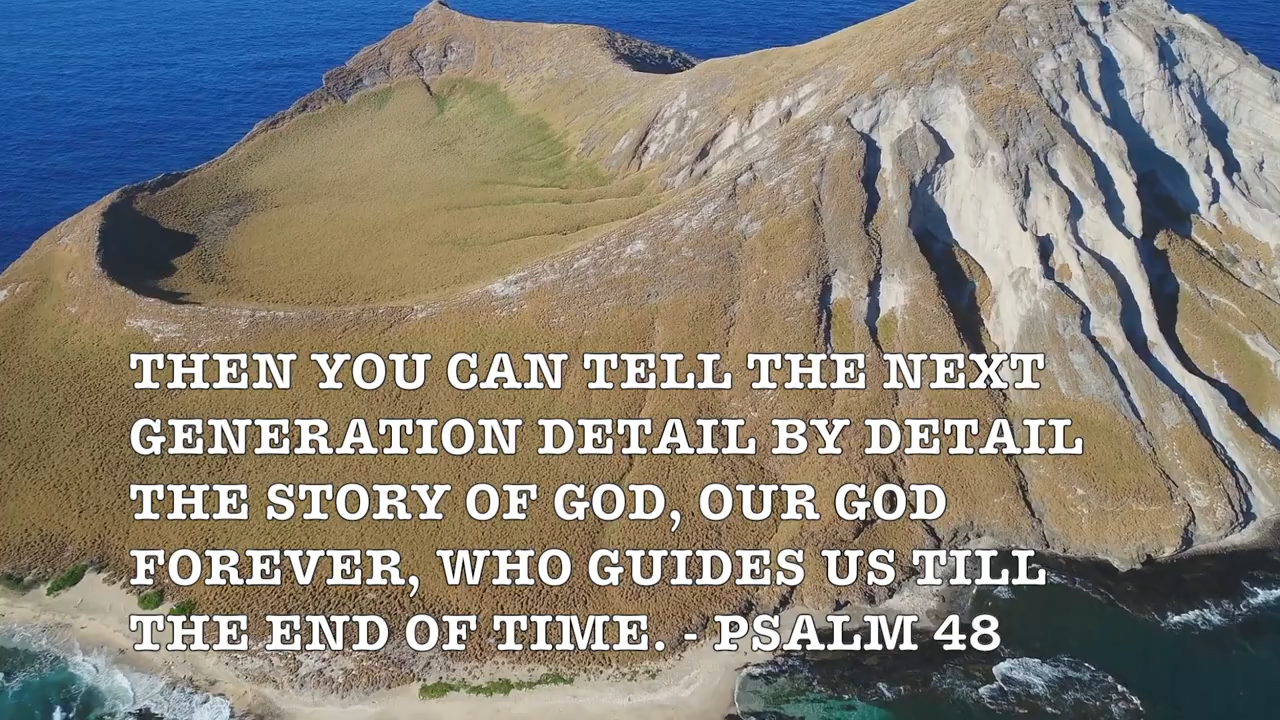 THEN YOU CAN TELL THE NEXT
GENERATION DETAIL BY DETAIL
THE STORY OF GOD, OUR GOD
FOREVER, WHO GUIDES US TILL
THE END OF TIME. - PSALM 48